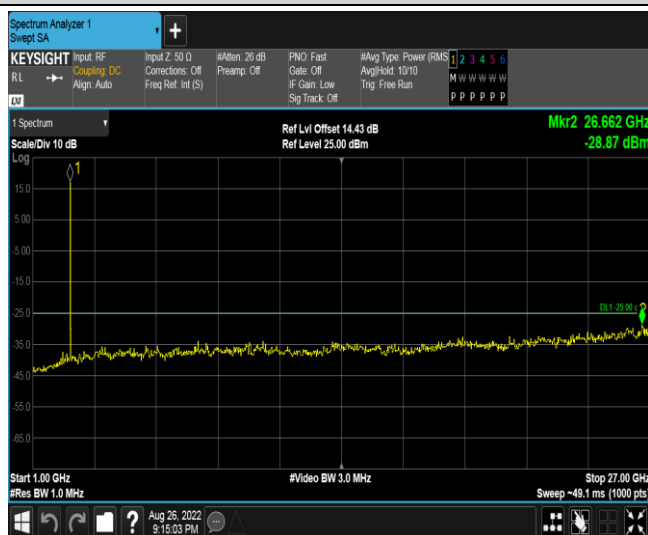 Spectrum Analyzer 1
Swept SA
+
KEYSIGHT
RL
Input: RF
Coupling: DC
Align: Auto
Input Z: 50 Ω
Corrections: Off
Freq Ref: Int (S)
#Atten: 26 dB
Preamp: Off
PNO: Fast
Gate: Off
IF Gain: Low
Sig Track: Off
#Avg Type: Power (RMS
Avg|Hold: 10/10
Trig: Free Run
1 2 3 4 5 6
M W W W W W
P P P P P P
LXI
1 Spectrum
Scale/Div 10 dB
Ref Lvl Offset 14.43 dB
Ref Level 25.00 dBm
Mkr2 26.662 GHz
-28.87 dBm
Log
1
15.0
5.00
-5.00
-15.0
DL1 -25.00
2
-25.0
-35.0
-45.0
-55.0
-65.0
Start 1.00 GHz
#Video BW 3.0 MHz
Stop 27.00 GHz
#Res BW 1.0 MHz
Sweep ~49.1 ms (1000 pts)
?
Aug 26, 2022
9:15:03 PM